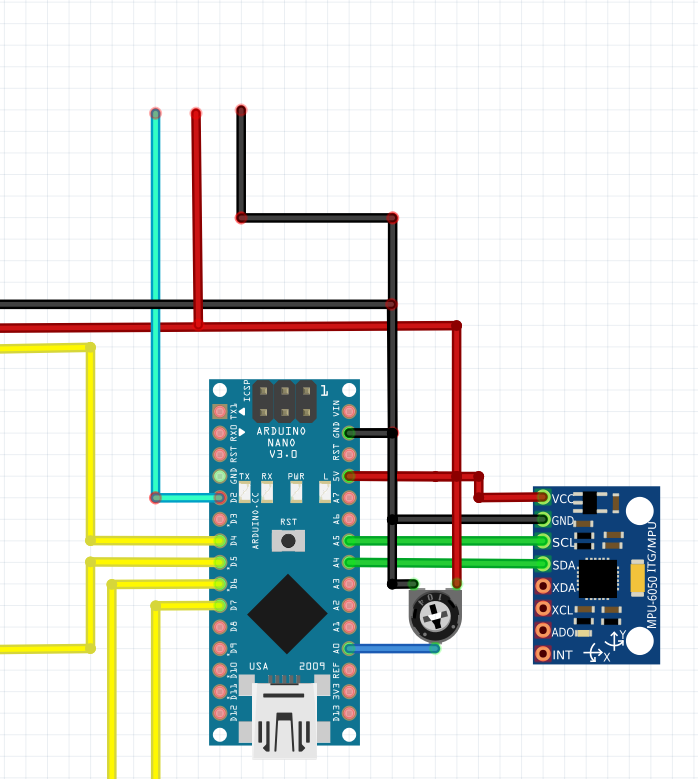 ICSP
1
TX1
RX0
RST
GND
D2
D3
D4
D5
D6
D7
D8
D9
D10
D11
D12
ARDUINO
NANO
V3.0
TX RX PWR L
ARDUINO.CC
RST
USA 2009
VIN
GND
RST
5V
A7
A6
A5
A4
A3
A2
A1
A0
REF
3V3
D13
VCC
GND
SCL
SDA
XDA
XCL
ADO
INT
MPU-6050 ITG/MPU
Y
X